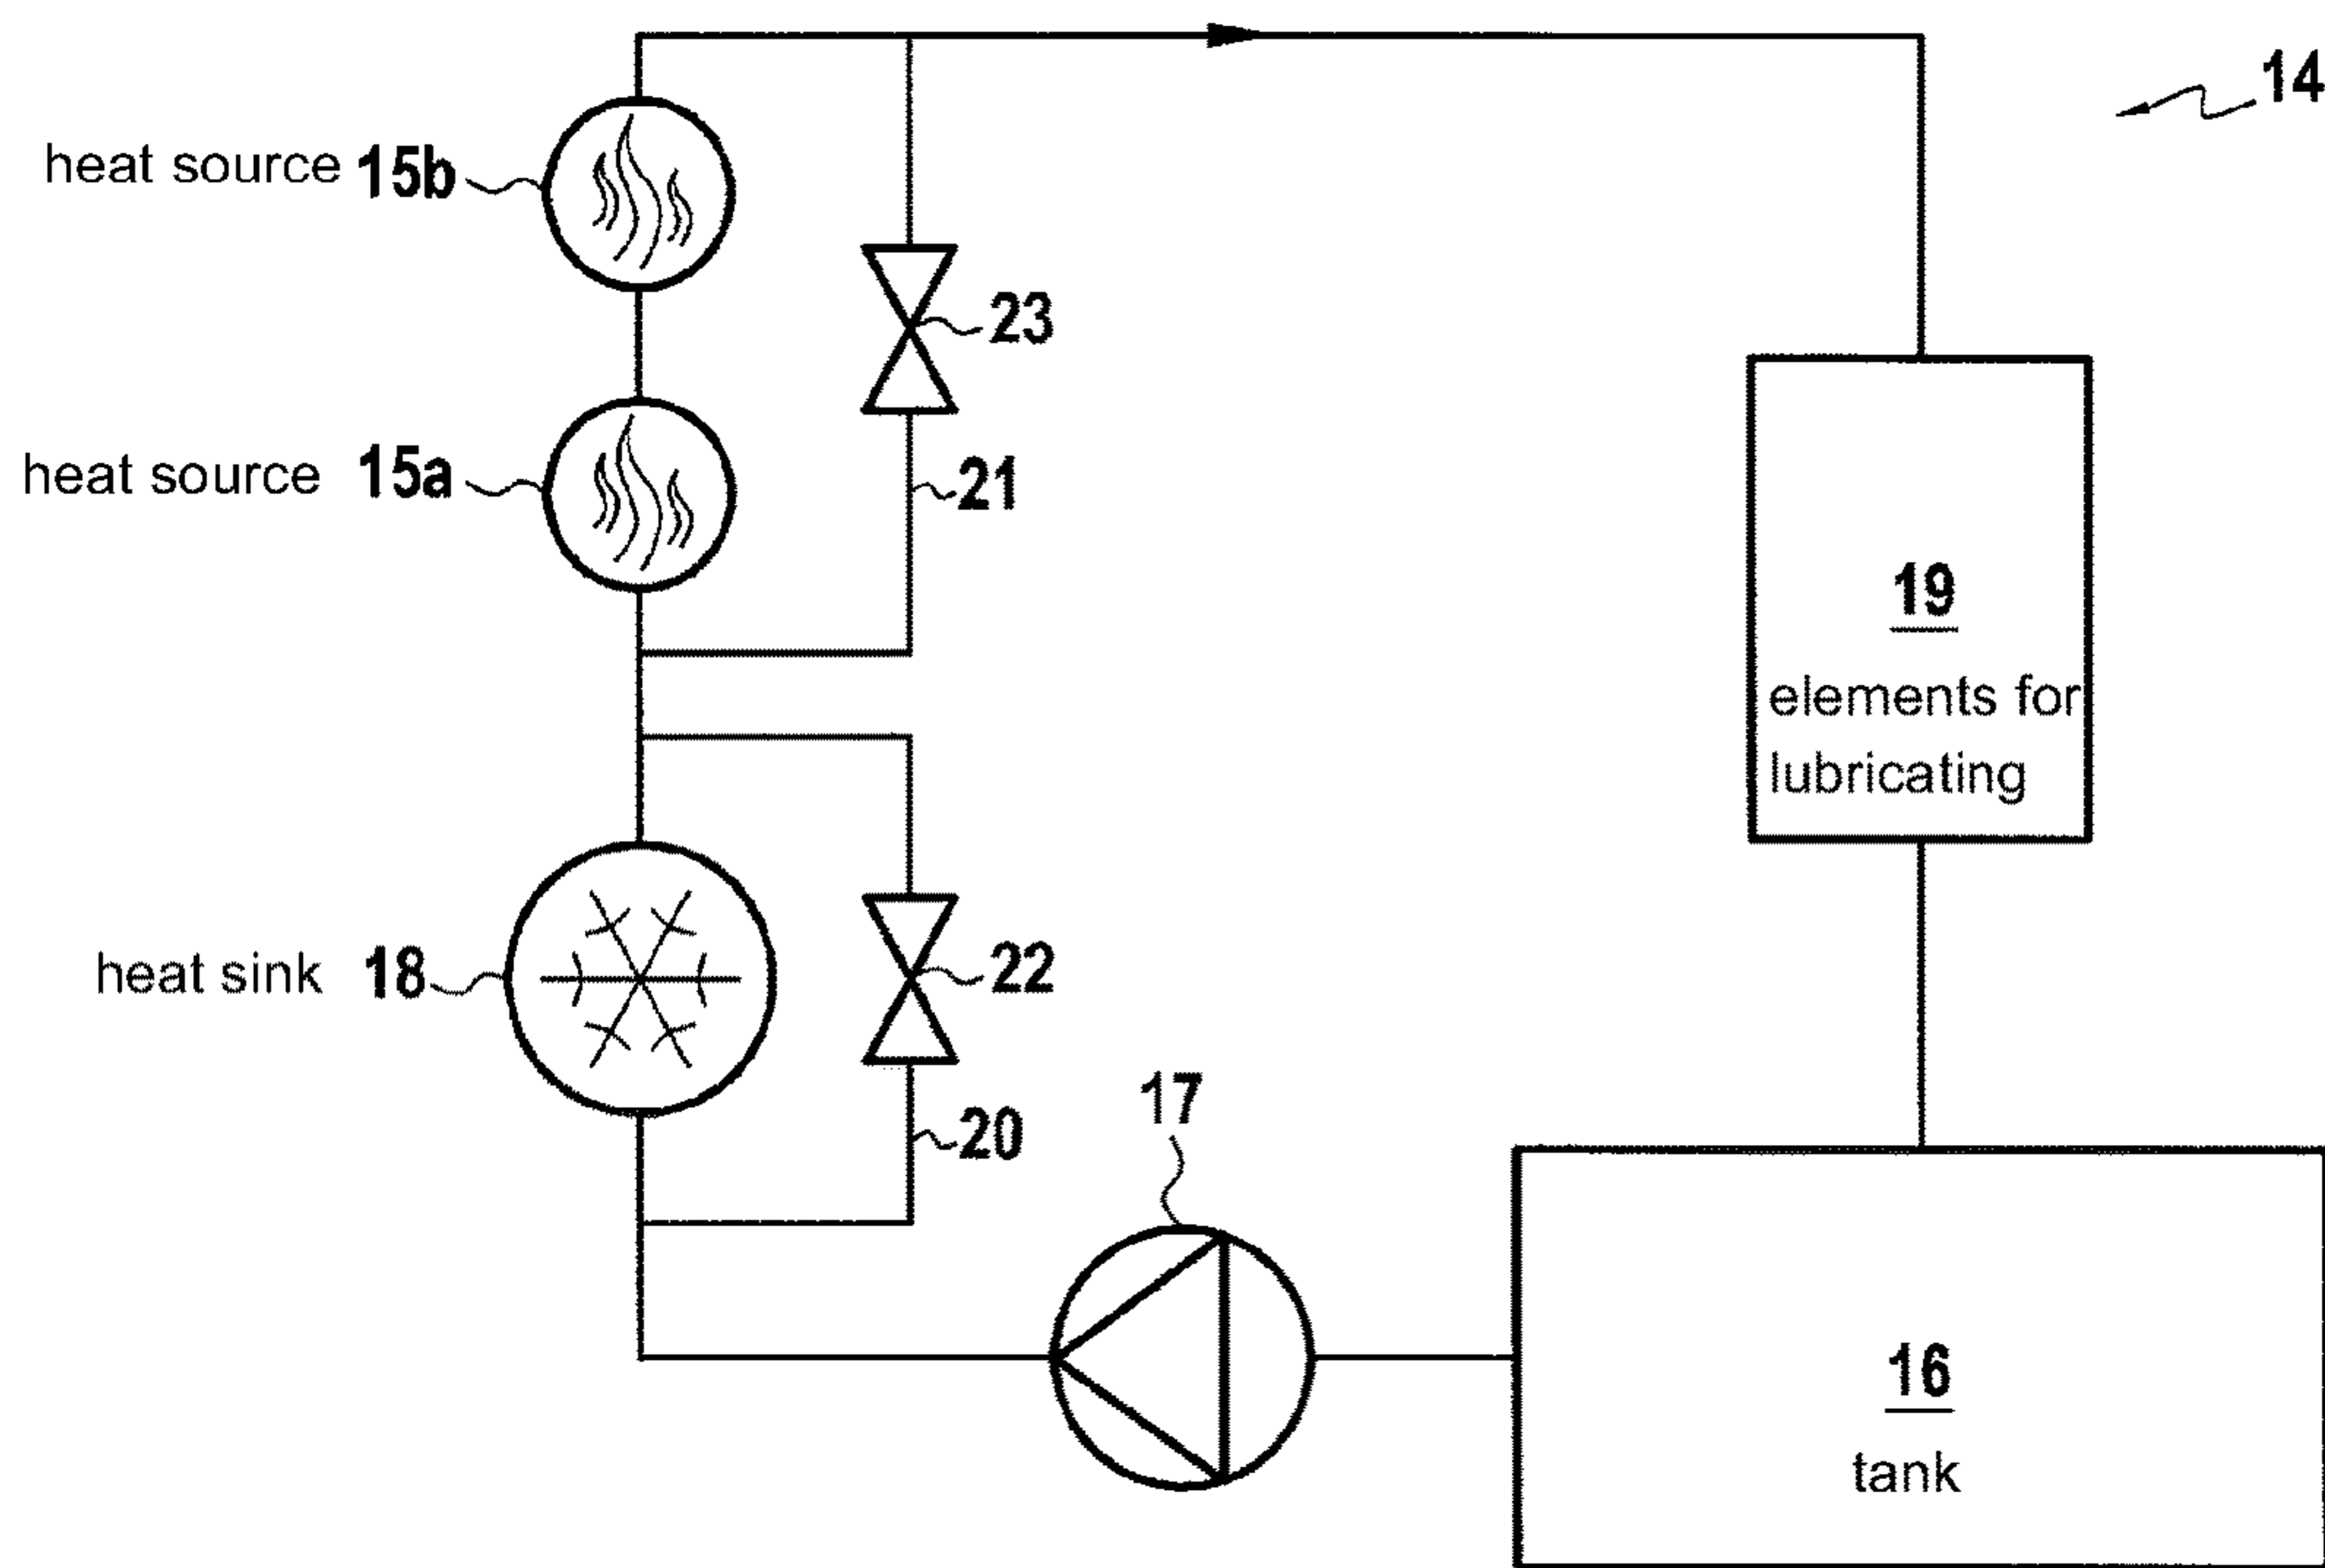 14
heat source 15b
23
heat source 15a
21
19
elements for
lubricating
heat sink 18
22
17
20
16
tank